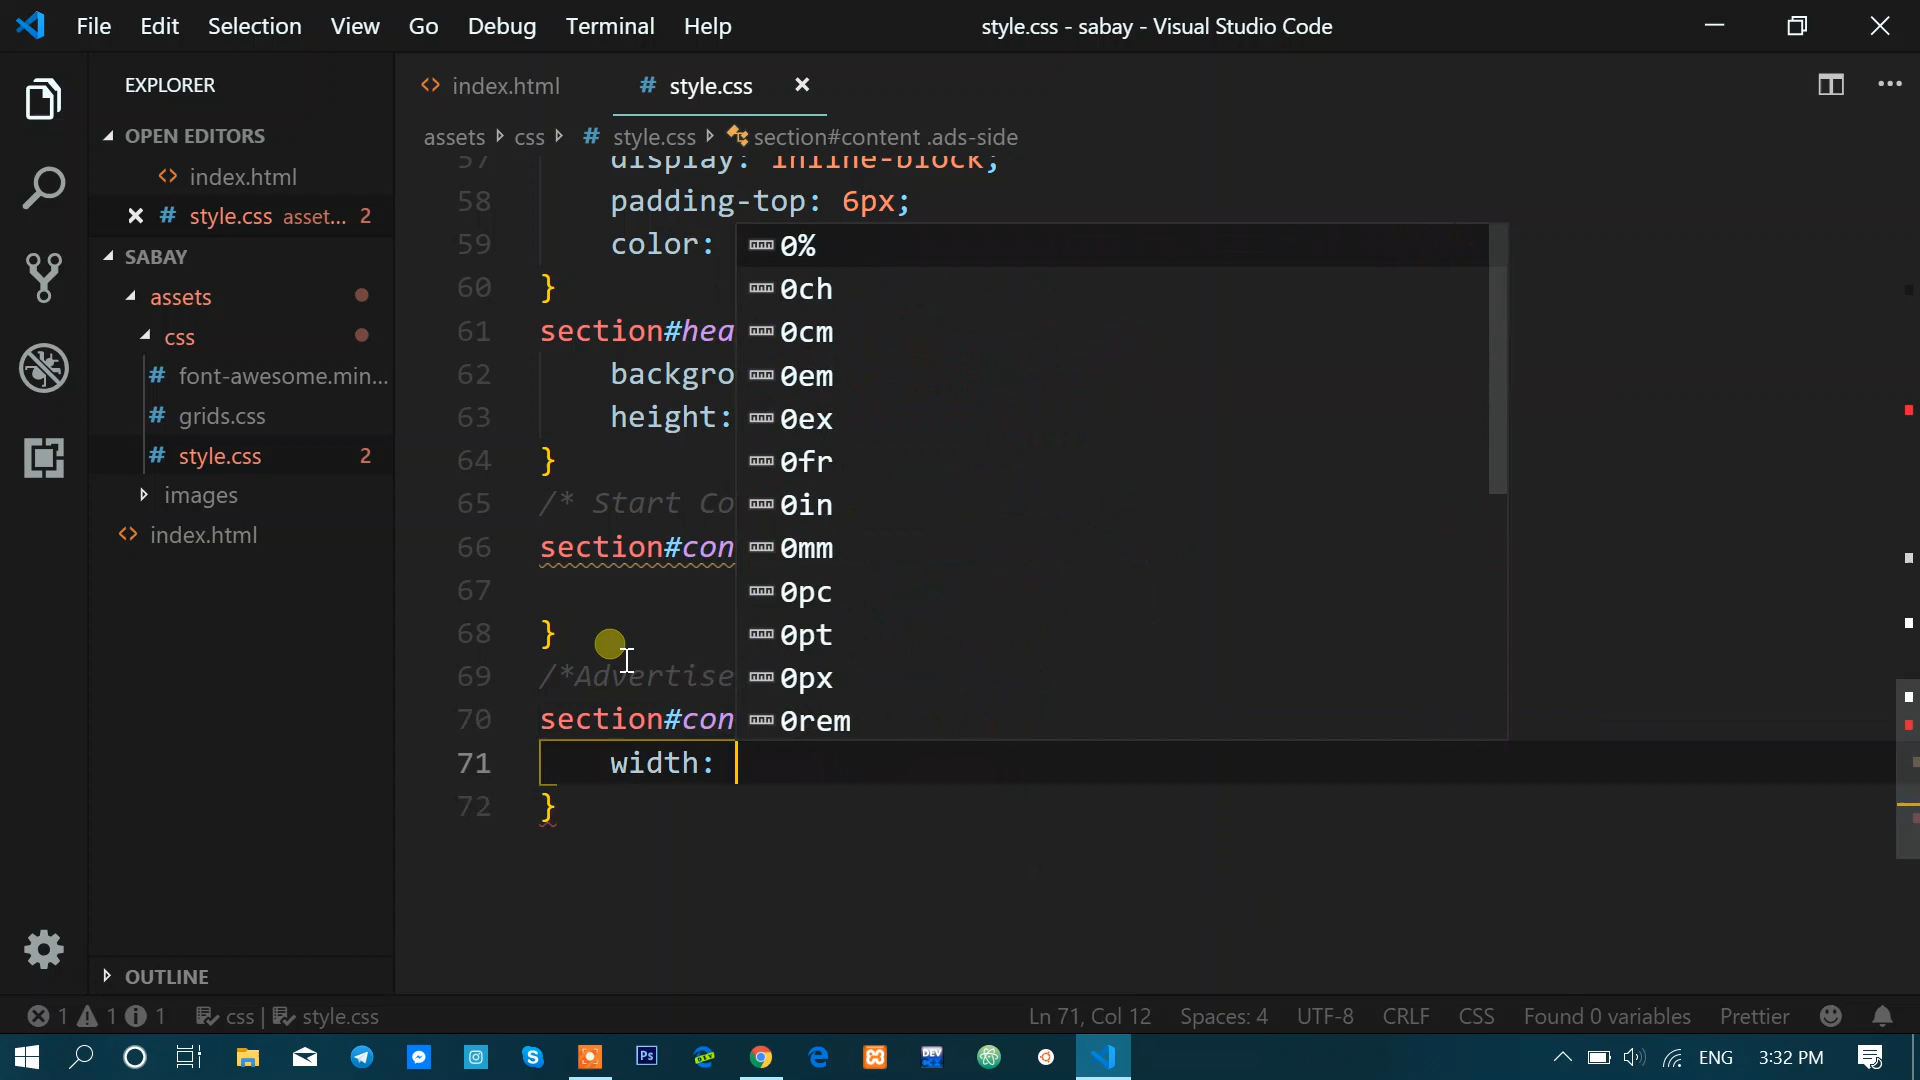 File Edit Selection View Go Debug Terminal Help style.css - sabay - Visual Studio Code
EXPLORER
OPEN EDITORS
index.html
style.css asset... 2
SABAY
assets
css
font-awesome.min...
grids.css
style.css 2
images
index.html
OUTLINE
index.html style.css
assets css style.css section#content .ads-side
57 display: inline-block;
58 padding-top: 6px;
59 color:
60 }
61 section#hea
62 backgro
63 height:
64 }
65 /* Start Co
66 section#con
67
68 }
69 /*Advertise
70 section#con
71 width:
72 }
0%
0ch
0cm
0em
0ex
0fr
0in
0mm
0pc
0pt
0px
0rem
1 1 1 css | style.css Ln 71, Col 12 Spaces: 4 UTF-8 CRLF CSS Found 0 variables Prettier
Ps DEV ENG 3:32 PM